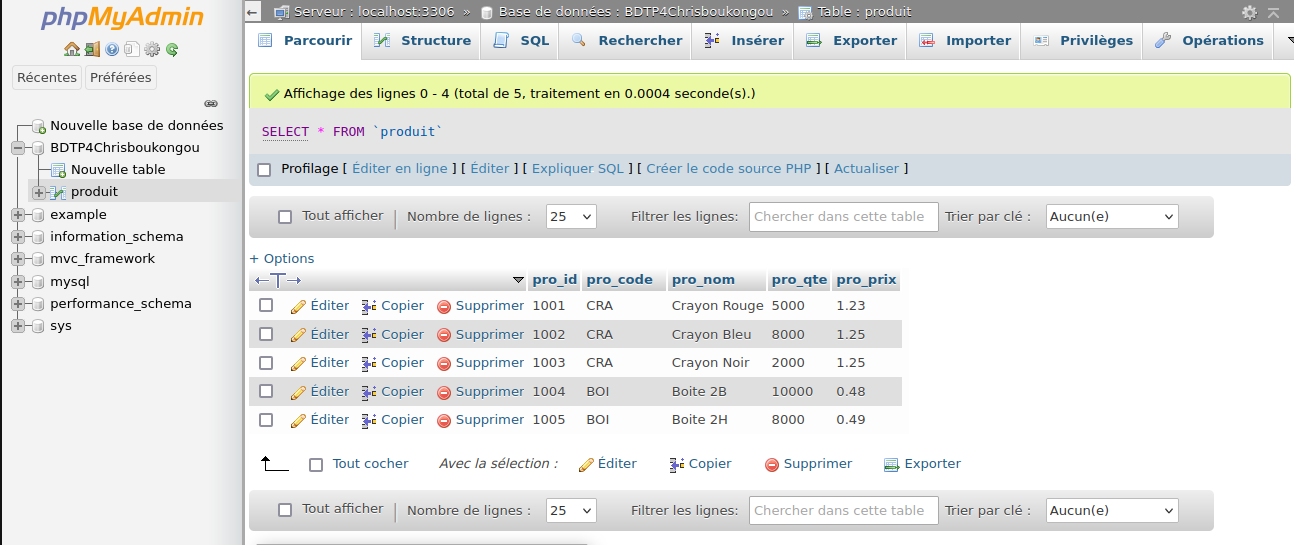 phpMyAdmin
Récentes Préférées
Nouvelle base de données
BDTP4Chrisboukongou
Nouvelle table
produit
example
information_schema
mvc_framework
mysql
performance_schema
sys
Serveur : localhost:3306 » Base de données : BDTP4Chrisboukongou » Table : produit
Parcourir Structure SQL Rechercher Insérer Exporter Importer Privilèges Opérations
Affichage des lignes 0 - 4 (total de 5, traitement en 0.0004 seconde(s).)
SELECT * FROM `produit`
Profilage [ Éditer en ligne ] [ Éditer ] [ Expliquer SQL ] [ Créer le code source PHP ] [ Actualiser ]
Tout afficher Nombre de lignes : 25 Filtrer les lignes: Chercher dans cette table Trier par clé : Aucun(e)
+ Options
pro_id pro_code pro_nom pro_qte pro_prix
Éditer Copier Supprimer 1001 CRA Crayon Rouge 5000 1.23
Éditer Copier Supprimer 1002 CRA Crayon Bleu 8000 1.25
Éditer Copier Supprimer 1003 CRA Crayon Noir 2000 1.25
Éditer Copier Supprimer 1004 BOI Boite 2B 10000 0.48
Éditer Copier Supprimer 1005 BOI Boite 2H 8000 0.49
Tout cocher Avec la sélection : Éditer Copier Supprimer Exporter
Tout afficher Nombre de lignes : 25 Filtrer les lignes: Chercher dans cette table Trier par clé : Aucun(e)